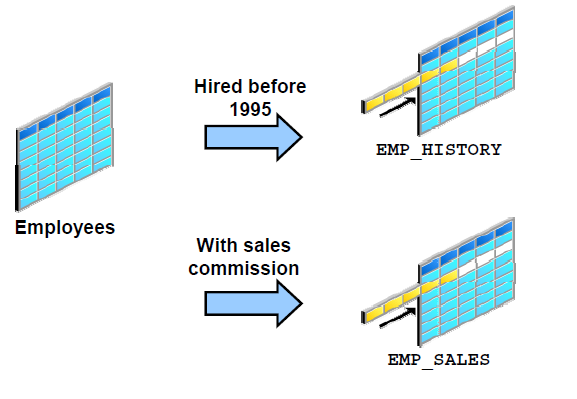 Hired before
1995
EMP_HISTORY
Employees
With sales
commission
EMP_SALES